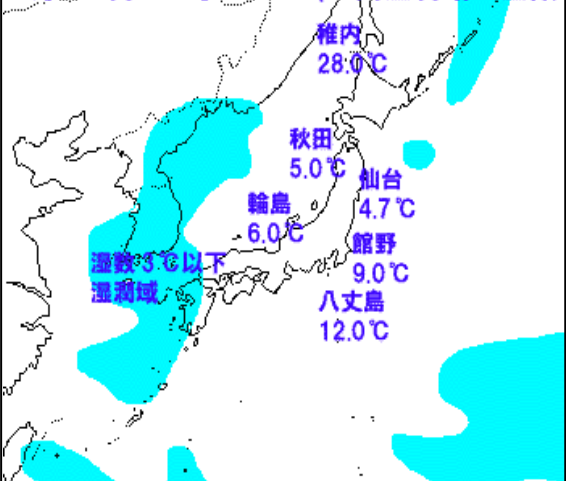 稚内
28.0℃
秋田
5.0℃
仙台
4.7℃
輪島
6.0℃
館野
9.0℃
湿数3℃以下
湿潤域
八丈島
12.0℃